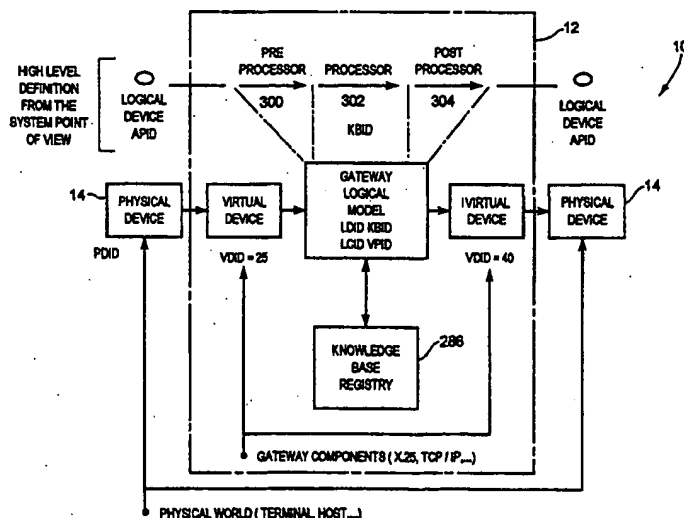 12
10
PRE
PROCESSOR
PROCESSOR
POST
PROCESSOR
300
302
304
KBID
HIGH LEVEL
DEFINITION
FROM THE
SYSTEM POINT
OF VIEW
LOGICAL
DEVICE
APID
LOGICAL
DEVICE
APID
14
PHYSICAL
DEVICE
PDID
VIRTUAL
DEVICE
VDID = 25
GATEWAY
LOGICAL
MODEL
LDID KBID
LCID VPID
IVIRTUAL
DEVICE
VDID = 40
PHYSICAL
DEVICE
14
KNOWLEDGE
BASE
REGISTRY
286
GATEWAY COMPONENTS ( X.25, TCP / IP,...)
PHYSICAL WORLD ( TERMINAL, HOST,...)